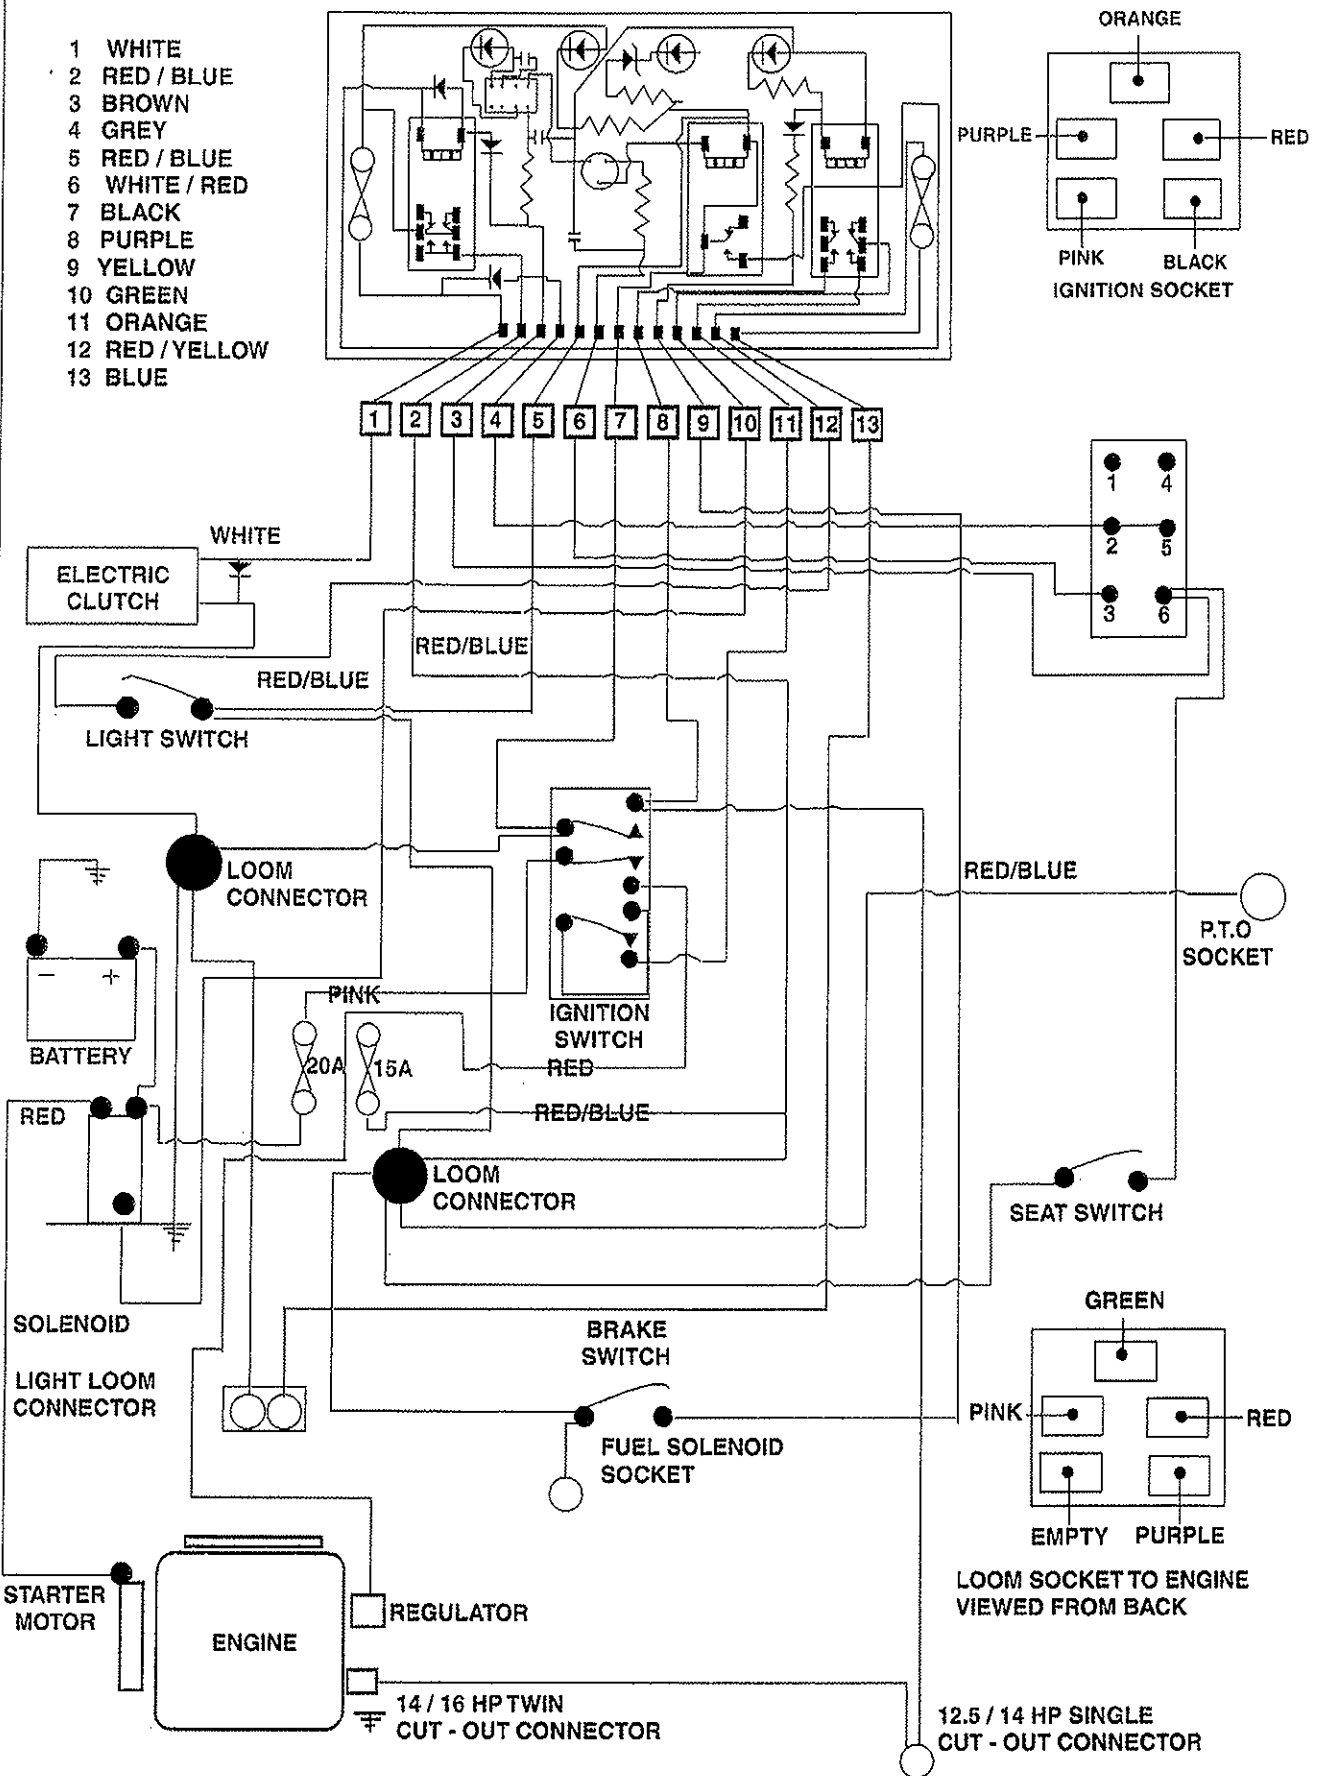 1 WHITE
2 RED / BLUE
3 BROWN
4 GREY
5 RED / BLUE
6 WHITE / RED
7 BLACK
8 PURPLE
9 YELLOW
10 GREEN
11 ORANGE
12 RED / YELLOW
13 BLUE
ORANGE
PURPLE
RED
PINK
BLACK
IGNITION SOCKET
1 2 3 4 5 6 7 8 9 10 11 12 13
1 4
2 5
3 6
WHITE
ELECTRIC
CLUTCH
RED/BLUE
RED/BLUE
LIGHT SWITCH
LOOM
CONNECTOR
RED/BLUE
P.T.O
SOCKET
- +
BATTERY
PINK
IGNITION
SWITCH
20A
15A
RED
RED/BLUE
RED
LOOM
CONNECTOR
SEAT SWITCH
SOLENOID
LIGHT LOOM
CONNECTOR
BRAKE
SWITCH
FUEL SOLENOID
SOCKET
GREEN
PINK
RED
EMPTY
PURPLE
LOOM SOCKET TO ENGINE
VIEWED FROM BACK
STARTER
MOTOR
ENGINE
REGULATOR
14 / 16 HP TWIN
CUT - OUT CONNECTOR
12.5 / 14 HP SINGLE
CUT - OUT CONNECTOR